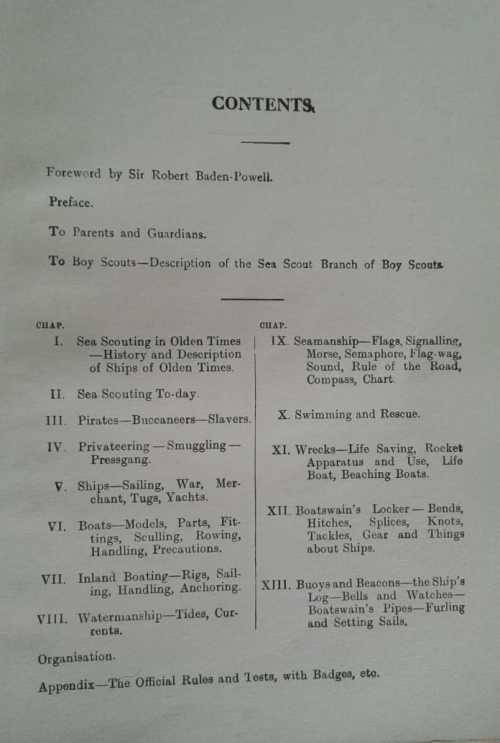 CONTENTS.
Foreword by Sir Robert Baden-Powell.
Preface.
To Parents and Guardians.
To Boy Scouts—Description of the Sea Scout Branch of Boy Scouts.
CHAP.
I. Sea Scouting in Olden Times
—History and Description
of Ships of Olden Times.
II. Sea Scouting To-day.
III. Pirates—Buccaneers—Slavers.
IV. Privateering—Smuggling—
Pressgang.
V. Ships—Sailing, War, Mer-
chant, Tugs, Yachts.
VI. Boats—Models, Parts, Fit-
tings, Sculling, Rowing,
Handling, Precautions.
VII. Inland Boating—Rigs, Sail-
ing, Handling, Anchoring.
VIII. Watermanship—Tides, Cur-
rents.
CHAP.
IX. Seamanship—Flags, Signalling,
Morse, Semaphore, Flag-wag,
Sound, Rule of the Road,
Compass, Chart.
X. Swimming and Rescue.
XI. Wrecks—Life Saving, Rocket
Apparatus and Use, Life
Boat, Beaching Boats.
XII. Boatswain's Locker—Bends,
Hitches, Splices, Knots,
Tackles, Gear and Things
about Ships.
XIII. Buoys and Beacons—the Ship's
Log—Bells and Watches—
Boatswain's Pipes—Furling
and Setting Sails.
Organisation.
Appendix—The Official Rules and Tests, with Badges, etc.